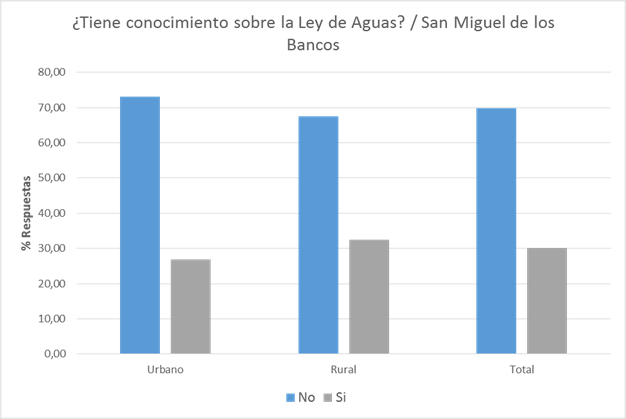 ¿Tiene conocimiento sobre la Ley de Aguas? / San Miguel de los
Bancos
80,00
70,00
60,00
50,00
40,00
30,00
20,00
10,00
0,00
% Respuestas
Urbano
Rural
Total
No
Si